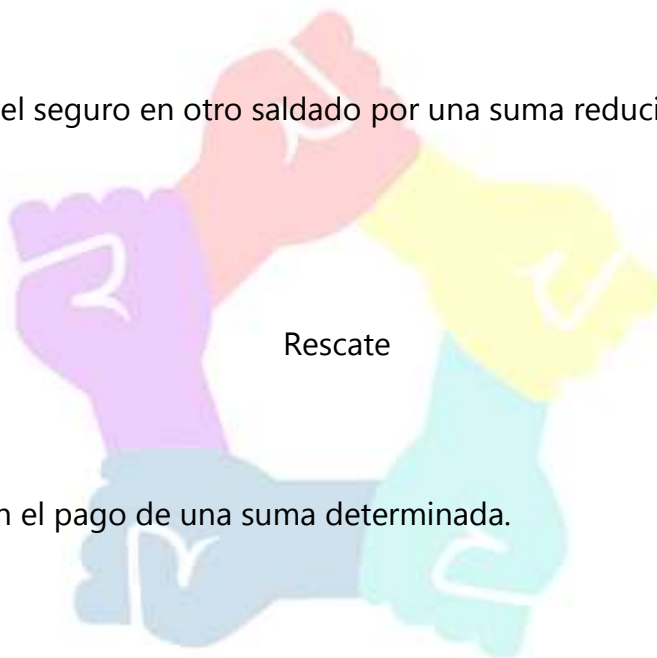 el seguro en otro saldado por una suma reduci
Rescate
n el pago de una suma determinada.